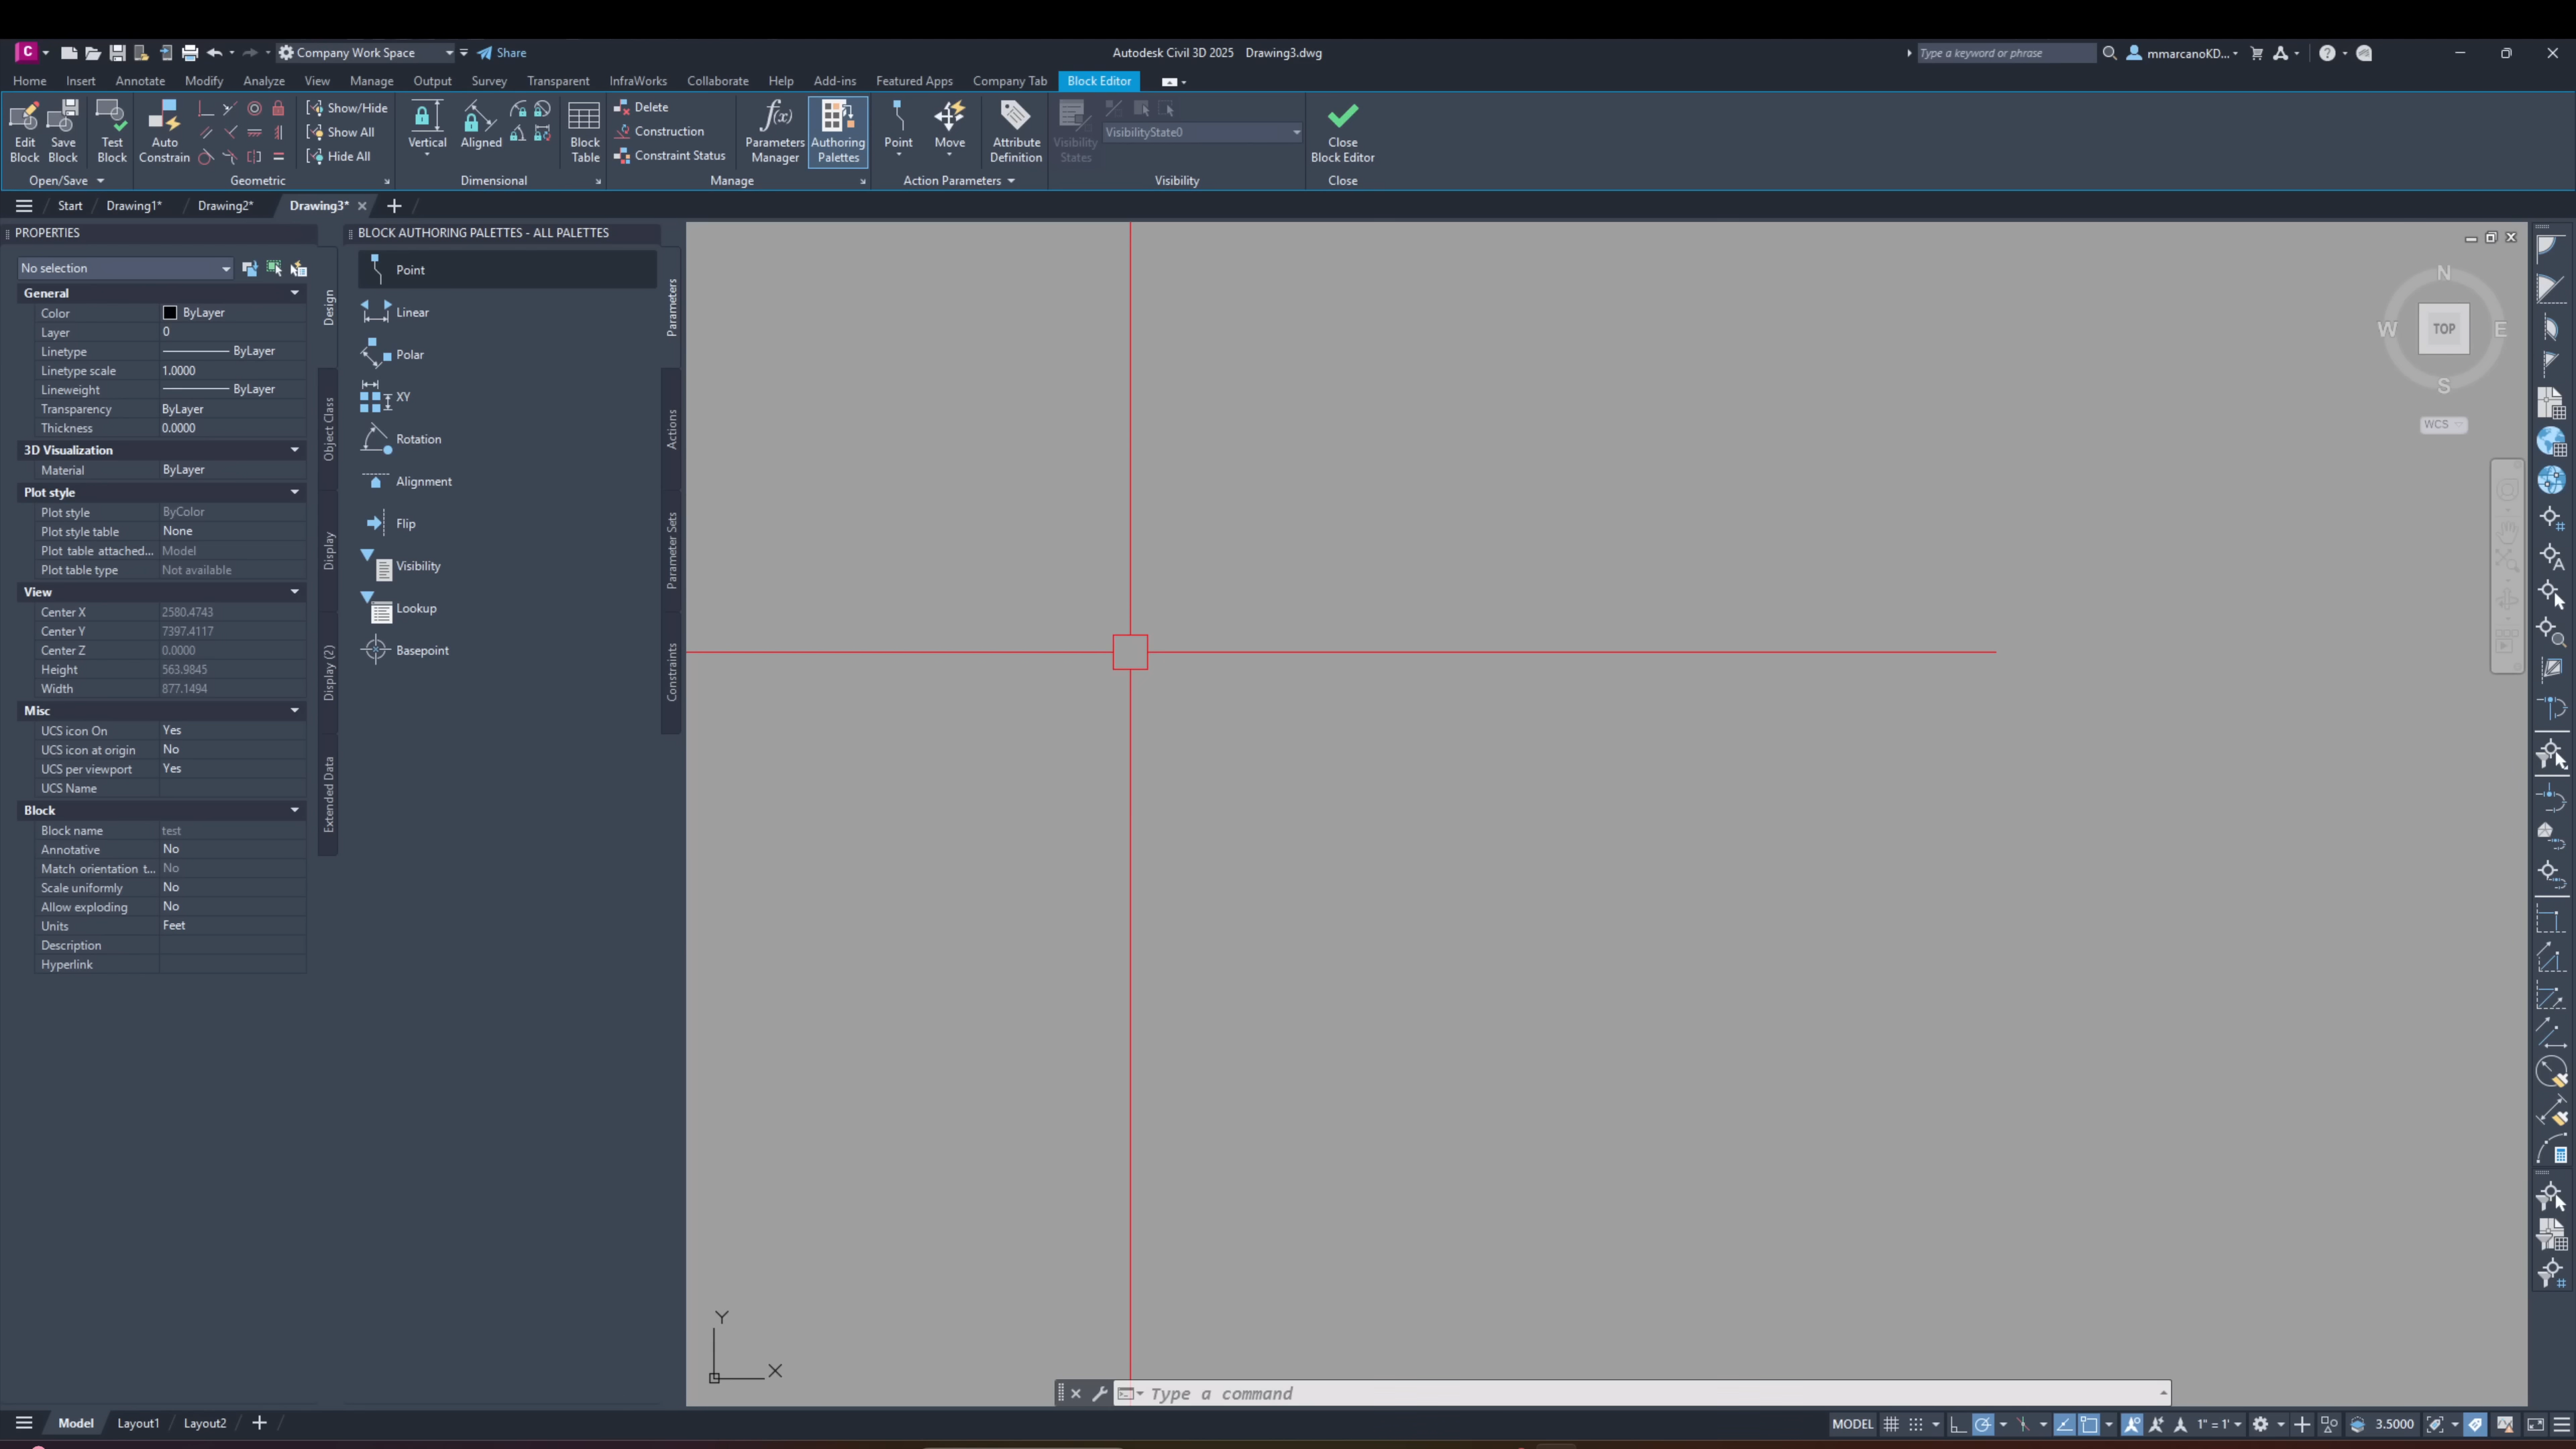 C
Company Work Space
Share
Autodesk Civil 3D 2025 Drawing3.dwg
Type a keyword or phrase
mmarcanoKD...
Home Insert Annotate Modify Analyze View Manage Output Survey Transparent InfraWorks Collaborate Help Add-ins Featured Apps Company Tab Block Editor
Edit Block
Save Block
Test Block
Auto Constrain
Show/Hide
Show All
Hide All
Vertical
Aligned
Block Table
Delete
Construction
Constraint Status
f(x)
Parameters Manager
Authoring Palettes
Point
Move
Attribute Definition
Visibility States
VisibilityState0
Close Block Editor
Open/Save Geometric Dimensional Manage Action Parameters Visibility Close
Start Drawing1* Drawing2* Drawing3*
PROPERTIES
No selection
General
Color ByLayer
Layer 0
Linetype ByLayer
Linetype scale 1.0000
Lineweight ByLayer
Transparency ByLayer
Thickness 0.0000
3D Visualization
Material ByLayer
Plot style
Plot style ByColor
Plot style table None
Plot table attached... Model
Plot table type Not available
View
Center X 2580.4743
Center Y 7397.4117
Center Z 0.0000
Height 563.9845
Width 877.1494
Misc
UCS icon On Yes
UCS icon at origin No
UCS per viewport Yes
UCS Name
Block
Block name test
Annotative No
Match orientation t... No
Scale uniformly No
Allow exploding No
Units Feet
Description
Hyperlink
Design
Object Class
Display
Display (2)
Extended Data
BLOCK AUTHORING PALETTES - ALL PALETTES
Point
Linear
Polar
XY
Rotation
Alignment
Flip
Visibility
Lookup
Basepoint
Parameters
Actions
Parameter Sets
Constraints
N
W TOP E
S
WCS
Y
X
Type a command
Model Layout1 Layout2
MODEL
1" = 1'
3.5000